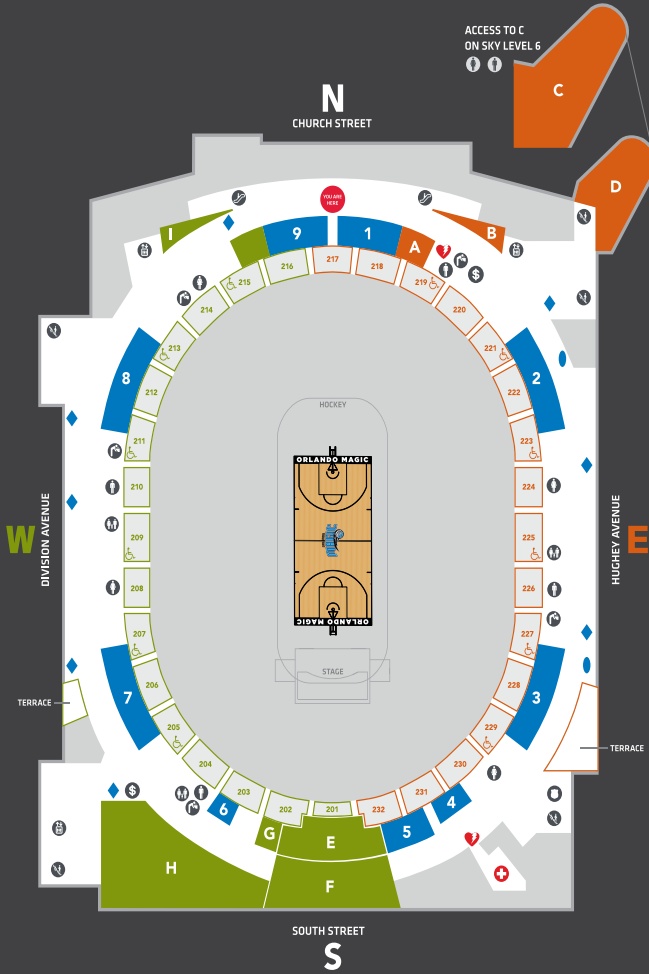 ACCESS TO C
ON SKY LEVEL 6
C
N
CHURCH STREET
D
YOU ARE
HERE
I
9
1
A
B
215
216
217
218
219
214
220
213
221
8
212
222
2
211
223
HOCKEY
ORLANDO MAGIC
210
224
W
DIVISION AVENUE
209
225
HUGHEY AVENUE
E
208
226
ORLANDO MAGIC
207
227
7
206
228
3
STAGE
TERRACE
205
229
TERRACE
204
230
$
203
231
6
202
201
232
4
5
G
E
H
F
SOUTH STREET
S
$